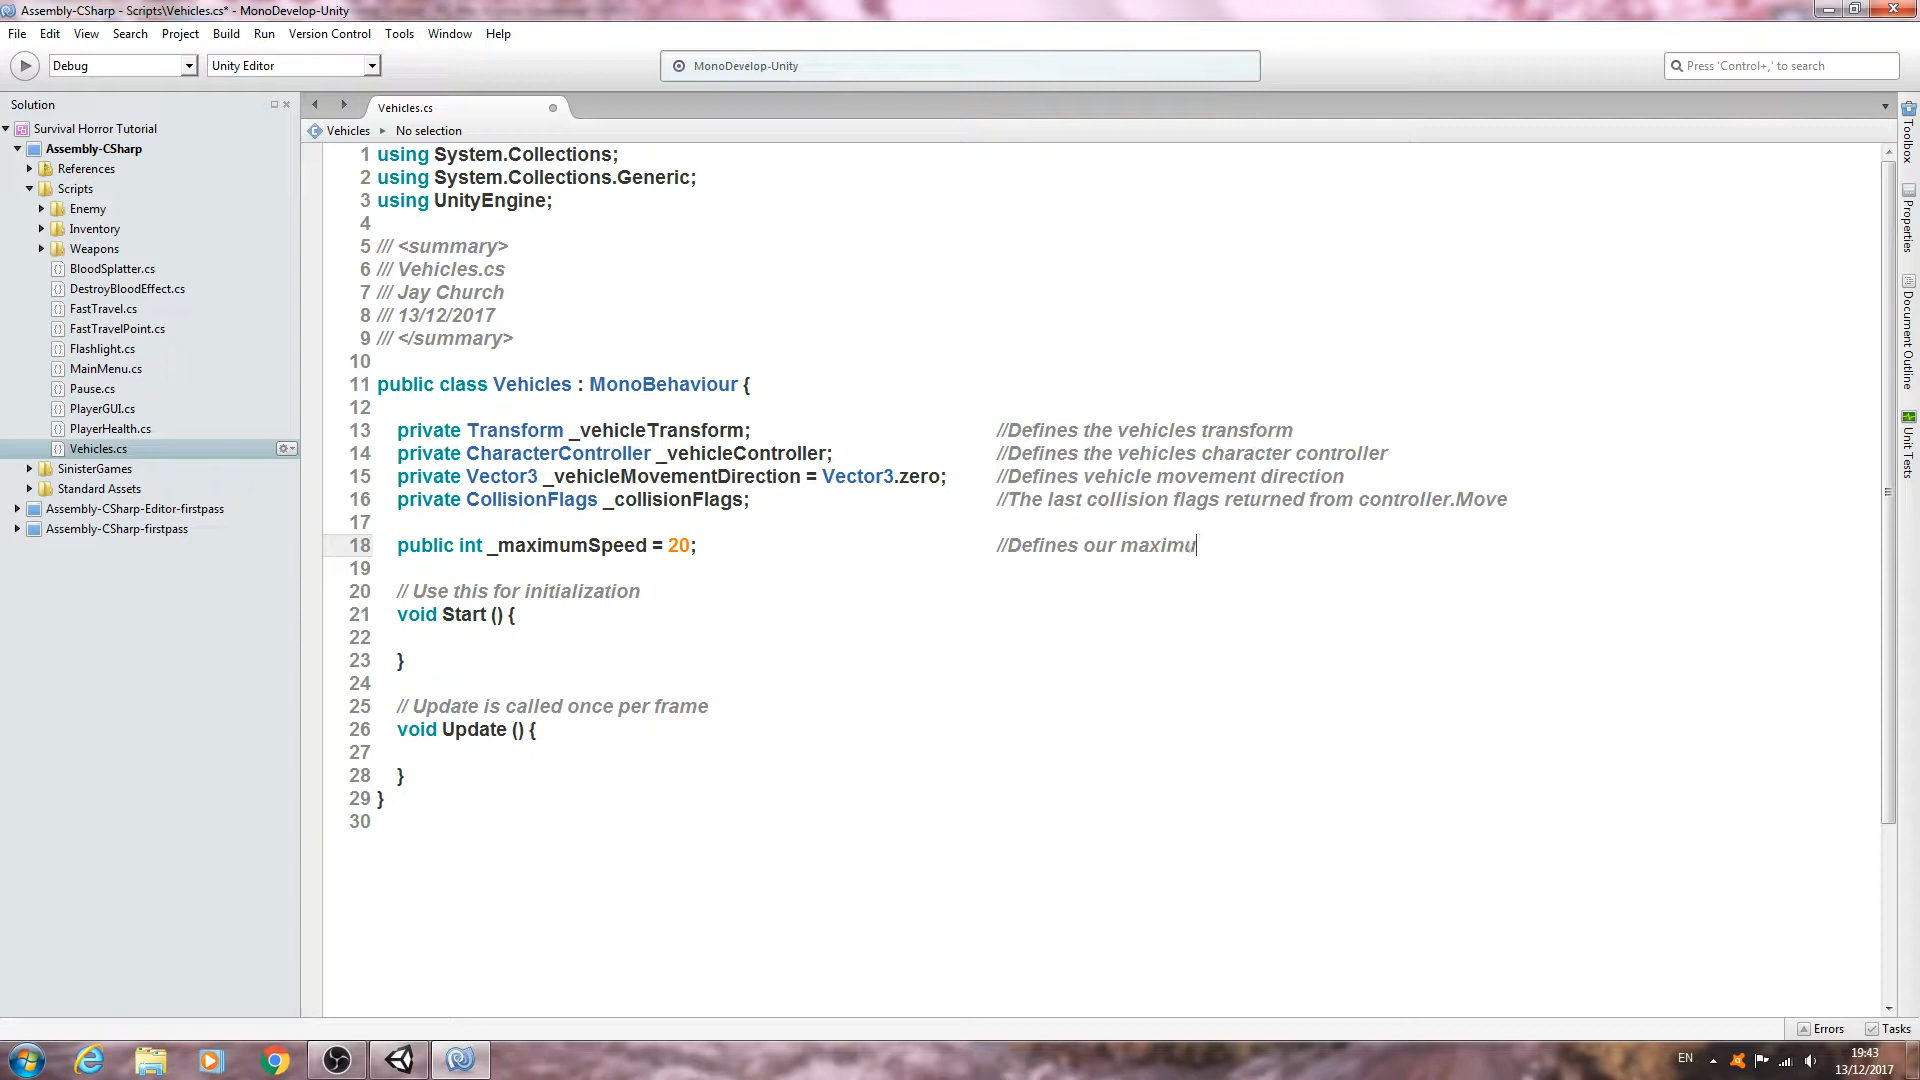 Assembly-CSharp - Scripts\Vehicles.cs* - MonoDevelop-Unity
File Edit View Search Project Build Run Version Control Tools Window Help
Debug Unity Editor MonoDevelop-Unity Press 'Control+,' to search
Solution
Survival Horror Tutorial
Assembly-CSharp
References
Scripts
Enemy
Inventory
Weapons
BloodSplatter.cs
DestroyBloodEffect.cs
FastTravel.cs
FastTravelPoint.cs
Flashlight.cs
MainMenu.cs
Pause.cs
PlayerGUI.cs
PlayerHealth.cs
Vehicles.cs
SinisterGames
Standard Assets
Assembly-CSharp-Editor-firstpass
Assembly-CSharp-firstpass
Vehicles.cs
Vehicles No selection
1 using System.Collections;
2 using System.Collections.Generic;
3 using UnityEngine;
4
5 /// <summary>
6 /// Vehicles.cs
7 /// Jay Church
8 /// 13/12/2017
9 /// </summary>
10
11 public class Vehicles : MonoBehaviour {
12
13 private Transform _vehicleTransform; //Defines the vehicles transform
14 private CharacterController _vehicleController; //Defines the vehicles character controller
15 private Vector3 _vehicleMovementDirection = Vector3.zero; //Defines vehicle movement direction
16 private CollisionFlags _collisionFlags; //The last collision flags returned from controller.Move
17
18 public int _maximumSpeed = 20; //Defines our maximu
19
20 // Use this for initialization
21 void Start () {
22
23 }
24
25 // Update is called once per frame
26 void Update () {
27
28 }
29 }
30
Toolbox
Properties
Document Outline
Unit Tests
Errors Tasks
EN
19:43
13/12/2017